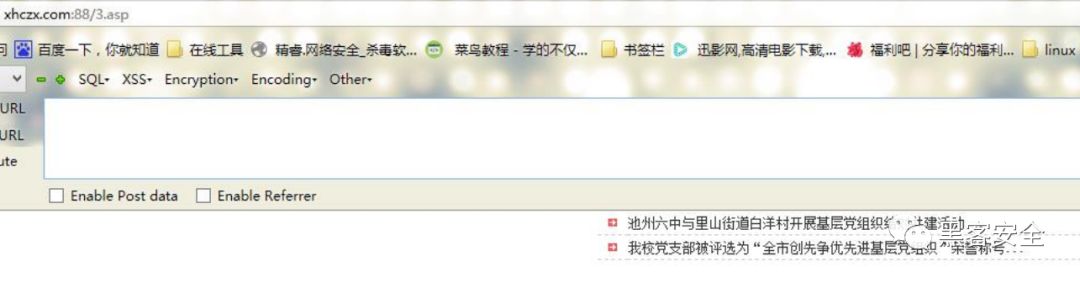 xhczx.com:88/3.asp
问 百度一下，你就知道 在线工具 精睿.网络安全_杀毒软... 菜鸟教程 - 学的不仅... 书签栏 迅影网,高清电影下载,... 福利吧 | 分享你的福利... linux
SQL XSS Encryption Encoding Other
URL
URL
ute
Enable Post data Enable Referrer
池州六中与里山街道白洋村开展基层党组织 共建活动
我校党支部被评选为“全市创先争优先进基层党组织”荣誉称号...
黑客安全